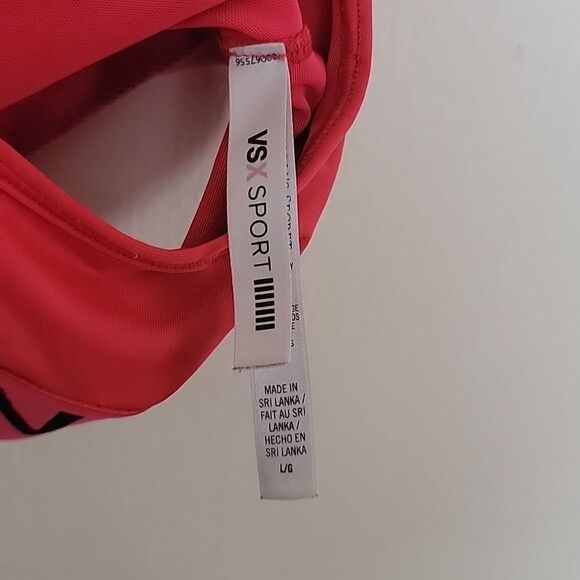 VSX SPORT
MADE IN
SRI LANKA /
FAIT AU SRI
LANKA /
HECHO EN
SRI LANKA
L/G